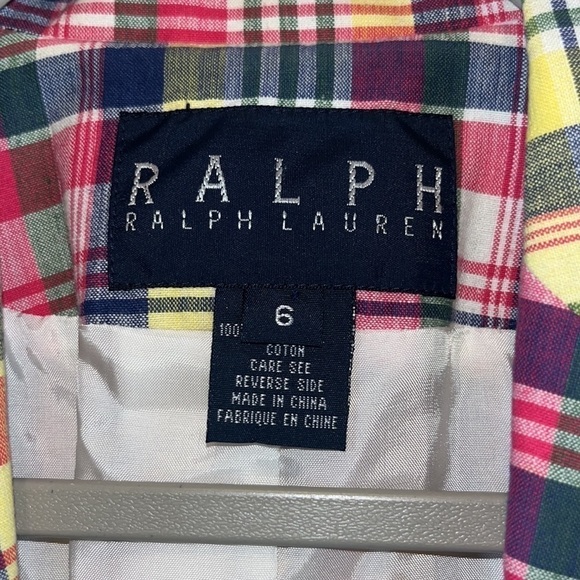 RALPH
RALPH LAUREN
6
100
COTON
CARE SEE
REVERSE SIDE
MADE IN CHINA
FABRIQUE EN CHINE